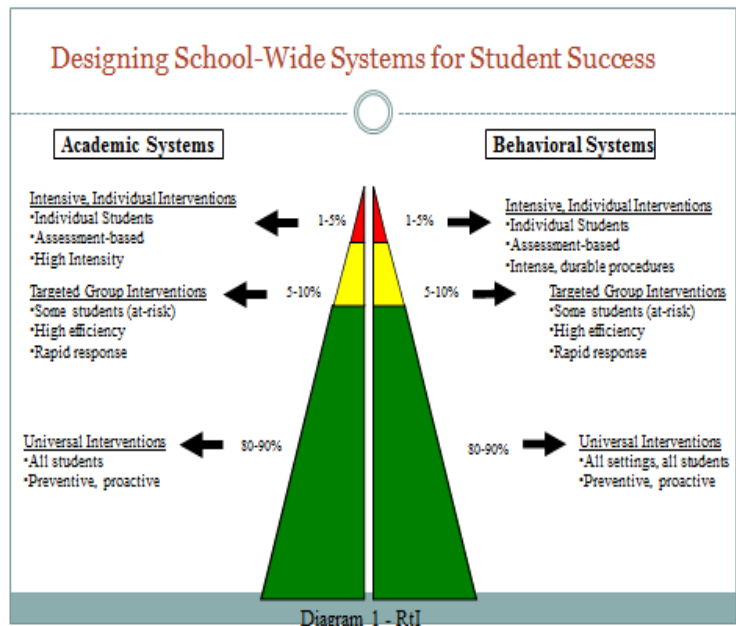 Designing School-Wide Systems for Student Success
Academic Systems
Intensive, Individual Interventions
•Individual Students
•Assessment-based
•High Intensity
1-5%
Targeted Group Interventions
•Some students (at-risk)
•High efficiency
•Rapid response
5-10%
Universal Interventions
•All students
•Preventive, proactive
80-90%
Behavioral Systems
1-5%
Intensive, Individual Interventions
•Individual Students
•Assessment-based
•Intense, durable procedures
5-10%
Targeted Group Interventions
•Some students (at-risk)
•High efficiency
•Rapid response
80-90%
Universal Interventions
•All settings, all students
•Preventive, proactive
Diagram 1 - RtI